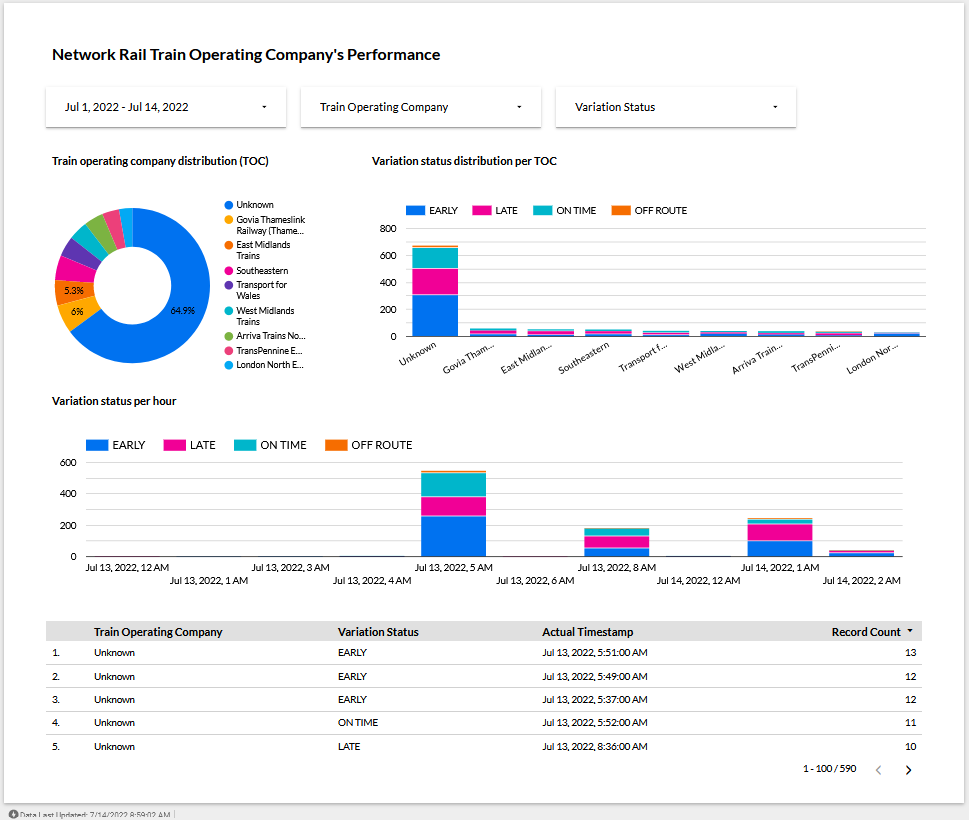 Network Rail Train Operating Company's Performance
Jul 1, 2022 - Jul 14, 2022
Train Operating Company
Variation Status
Train operating company distribution (TOC)
5.3%
6%
64.9%
Unknown
Govia Thameslink
Railway (Thame...
East Midlands
Trains
Southeastern
Transport for
Wales
West Midlands
Trains
Arriva Trains No...
TransPennine E...
London North E...
Variation status distribution per TOC
EARLY LATE ON TIME OFF ROUTE
800
600
400
200
0
Unknown
Govia Tham...
East Midlan...
Southeastern
Transport f...
West Midla...
Arriva Train...
TransPenni...
London Nor...
Variation status per hour
EARLY LATE ON TIME OFF ROUTE
600
400
200
0
Jul 13, 2022, 12 AM
Jul 13, 2022, 1 AM
Jul 13, 2022, 3 AM
Jul 13, 2022, 4 AM
Jul 13, 2022, 5 AM
Jul 13, 2022, 6 AM
Jul 13, 2022, 8 AM
Jul 14, 2022, 12 AM
Jul 14, 2022, 1 AM
Jul 14, 2022, 2 AM
Train Operating Company Variation Status Actual Timestamp Record Count
1. Unknown EARLY Jul 13, 2022, 5:51:00 AM 13
2. Unknown EARLY Jul 13, 2022, 5:49:00 AM 12
3. Unknown EARLY Jul 13, 2022, 5:37:00 AM 12
4. Unknown ON TIME Jul 13, 2022, 5:52:00 AM 11
5. Unknown LATE Jul 13, 2022, 8:36:00 AM 10
1 - 100 / 590
Data Last Updated: 7/14/2022 8:59:02 AM